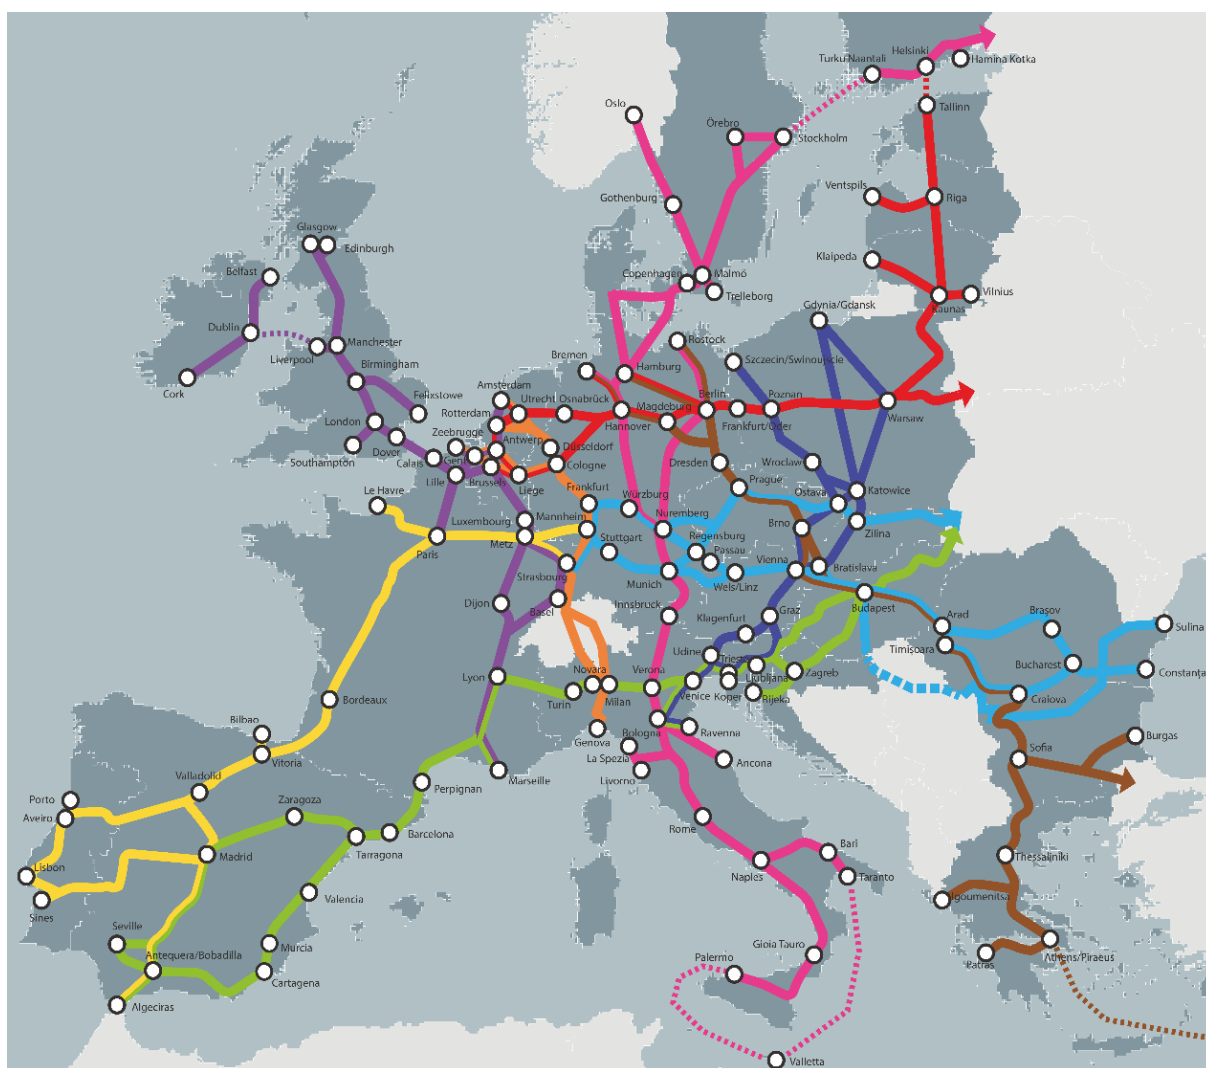 Helsinki
Turku Naantali
Hamina Kotka
Oslo
Tallinn
Örebro
Stockholm
Ventspils
Riga
Gothenburg
Glasgow
Edinburgh
Klaipeda
Belfast
Copenhagen
Malmö
Trelleborg
Vilnius
Kaunas
Gdynia/Gdansk
Dublin
Liverpool
Manchester
Rostock
Birmingham
Bremen
Hamburg
Szczecin/Swinoujscie
Cork
Felixstowe
Amsterdam
Utrecht
Osnabrück
Magdeburg
Berlin
Poznan
Warsaw
London
Rotterdam
Hannover
Frankfurt/Oder
Zeebrugge
Antwerp
Düsseldorf
Southampton
Dover
Calais
Gent
Cologne
Dresden
Wroclaw
Lille
Brussels
Liege
Frankfurt
Prague
Katowice
Le Havre
Würzburg
Ostava
Luxembourg
Mannheim
Nuremberg
Brno
Zilina
Paris
Metz
Stuttgart
Regensburg
Passau
Vienna
Bratislava
Strasbourg
Munich
Wels/Linz
Dijon
Basel
Innsbruck
Graz
Budapest
Klagenfurt
Arad
Braşov
Sulina
Udine
Timişoara
Lyon
Novara
Verona
Ljubljana
Zagreb
Bucharest
Constanţa
Turin
Milan
Venice
Koper
Rijeka
Craiova
Bordeaux
Bilbao
Genova
Bologna
Ravenna
Vitoria
La Spezia
Ancona
Sofia
Burgas
Valladolid
Marseille
Livorno
Porto
Perpignan
Aveiro
Zaragoza
Rome
Barcelona
Tarragona
Madrid
Bari
Thessaliniki
Lisbon
Naples
Taranto
Valencia
Igoumenitsa
Sines
Seville
Murcia
Gioia Tauro
Antequera/Bobadilla
Palermo
Patras
Athens/Piraeus
Cartagena
Algeciras
Valletta